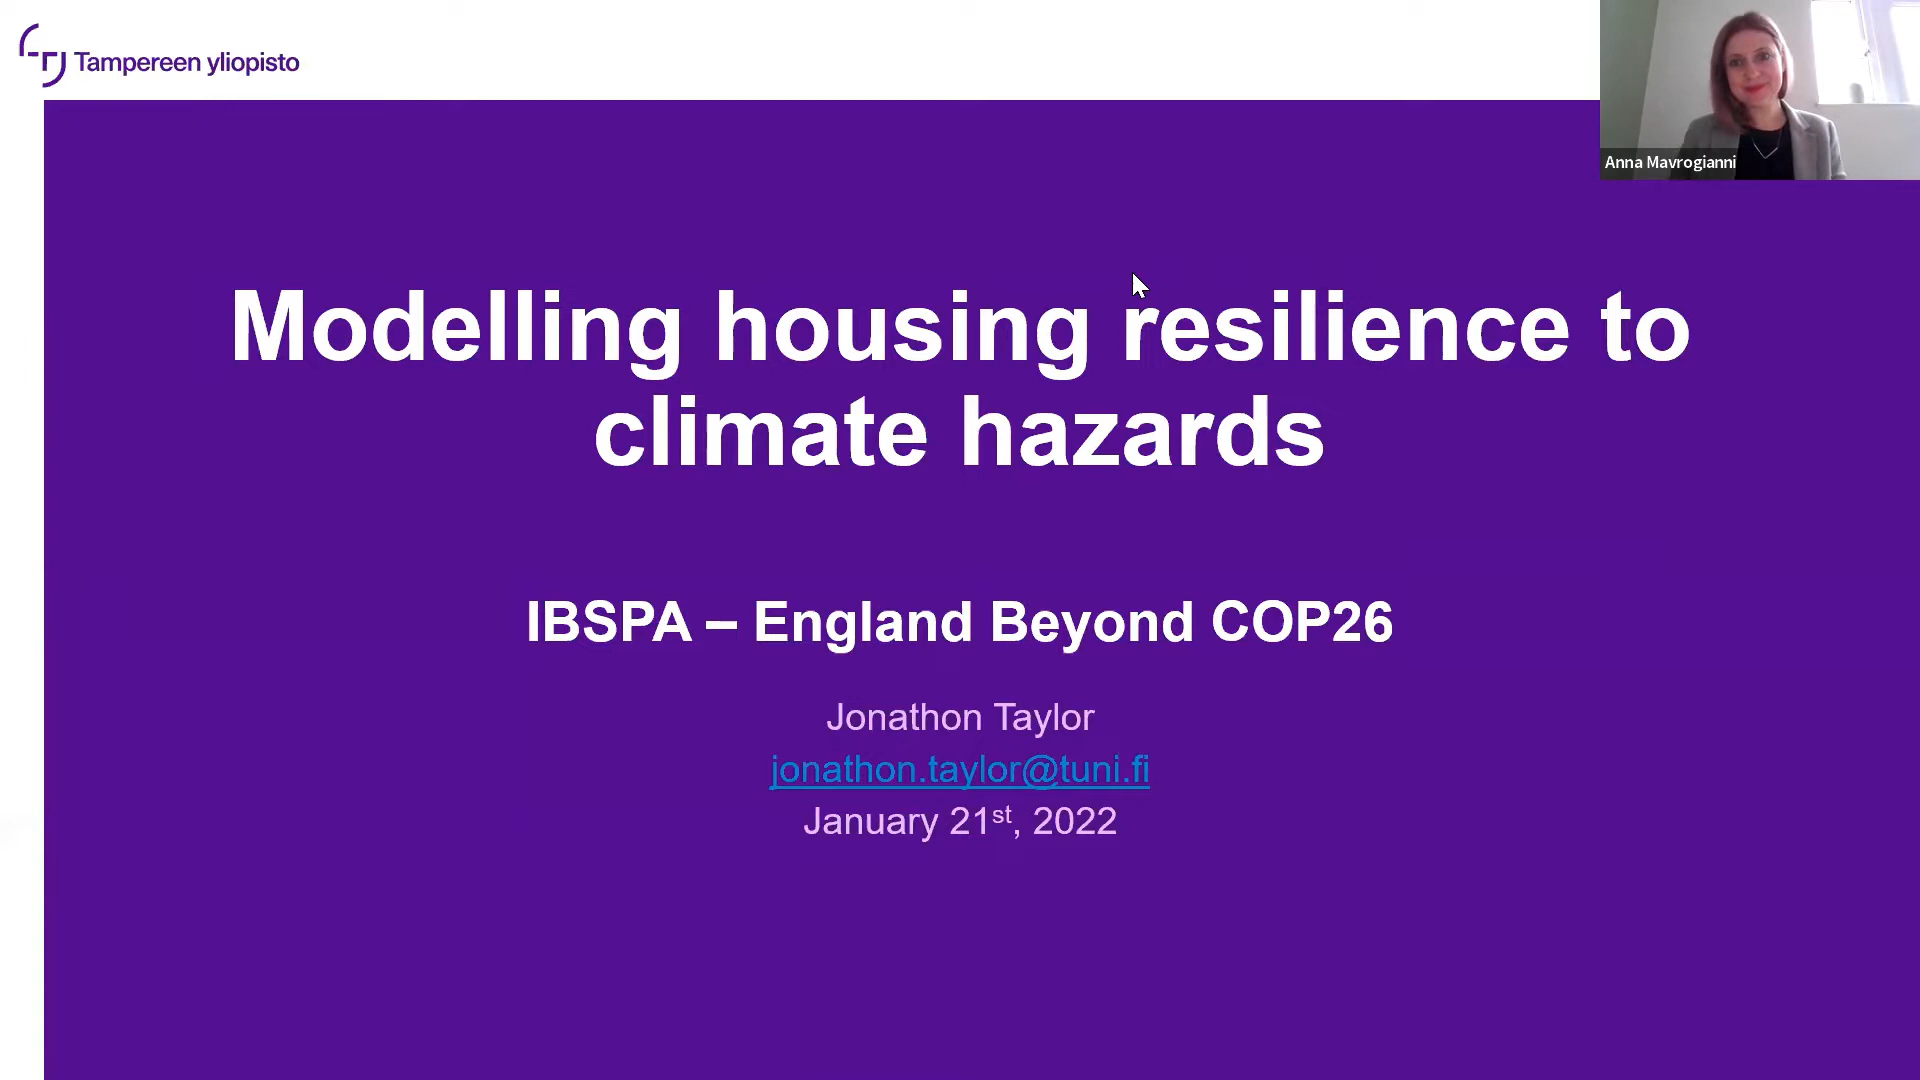 Tampereen yliopisto
Anna Mavrogianni
Modelling housing resilience to
climate hazards
IBSPA – England Beyond COP26
Jonathon Taylor
jonathon.taylor@tuni.fi
January 21st, 2022